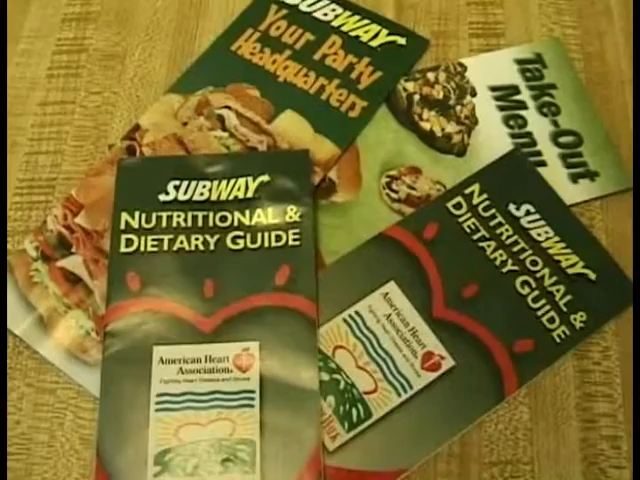 SUBWAY
Your Party
Headquarters
Take-Out
Menu
SUBWAY
NUTRITIONAL &
DIETARY GUIDE
American Heart
Association
Fighting Heart Disease and Stroke
SUBWAY
NUTRITIONAL &
DIETARY GUIDE
American Heart
Association